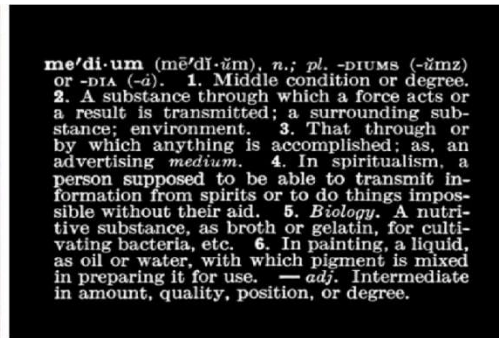 me′di·um (mē′dĭ·ŭm), n.; pl. -DIUMS (-ŭmz)
or -DIA (-ȧ). 1. Middle condition or degree.
2. A substance through which a force acts or
a result is transmitted; a surrounding sub-
stance; environment. 3. That through or
by which anything is accomplished; as, an
advertising medium. 4. In spiritualism, a
person supposed to be able to transmit in-
formation from spirits or to do things impos-
sible without their aid. 5. Biology. A nutri-
tive substance, as broth or gelatin, for culti-
vating bacteria, etc. 6. In painting, a liquid,
as oil or water, with which pigment is mixed
in preparing it for use. — adj. Intermediate
in amount, quality, position, or degree.